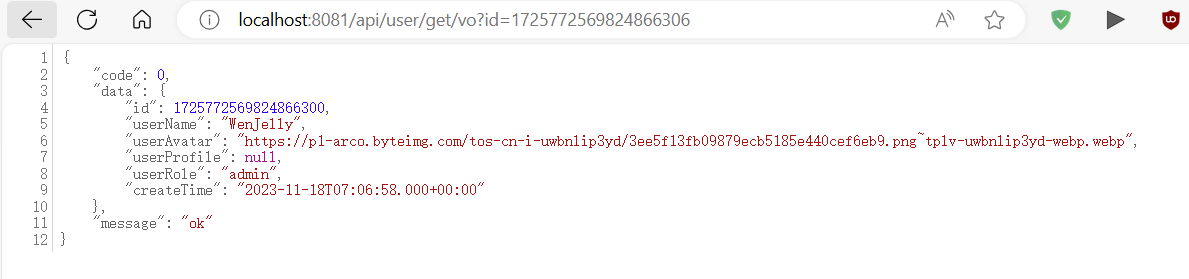 localhost:8081/api/user/get/vo?id=1725772569824866306
1 {
2 "code": 0,
3 "data": {
4 "id": 1725772569824866300,
5 "userName": "WenJelly",
6 "userAvatar": "https://p1-arco.byteimg.com/tos-cn-i-uwbnlip3yd/3ee5f13fb09879ecb5185e440cef6eb9.png~tplv-uwbnlip3yd-webp.webp",
7 "userProfile": null,
8 "userRole": "admin",
9 "createTime": "2023-11-18T07:06:58.000+00:00"
10 },
11 "message": "ok"
12 }